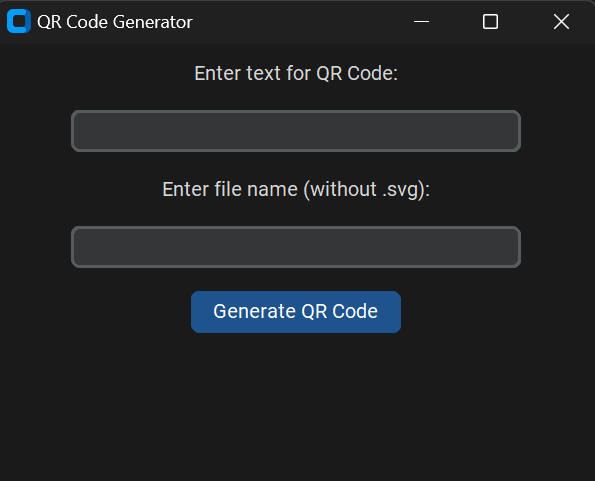 QR Code Generator
Enter text for QR Code:
Enter file name (without .svg):
Generate QR Code